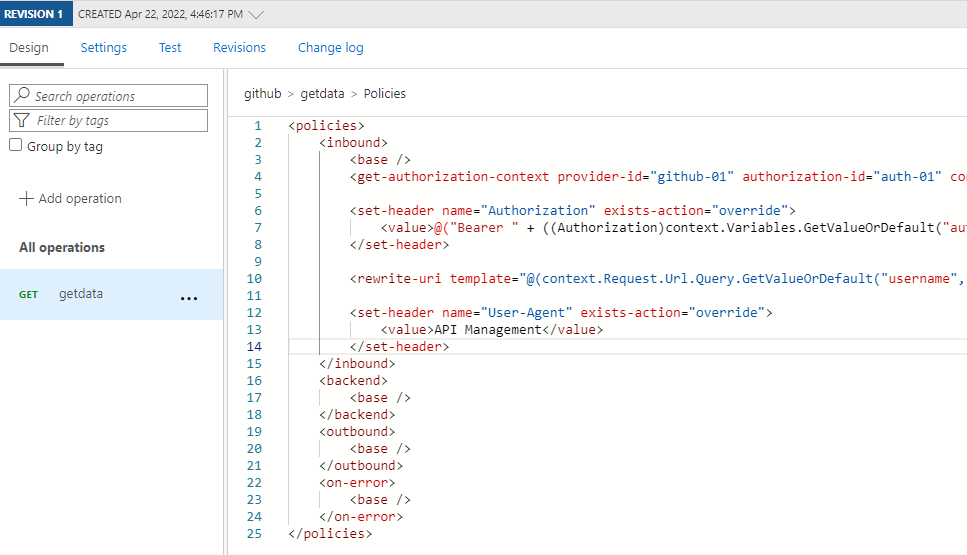 REVISION 1 CREATED Apr 22, 2022, 4:46:17 PM
Design Settings Test Revisions Change log
Search operations
Filter by tags
Group by tag
Add operation
All operations
GET getdata ...
github > getdata > Policies
1 <policies>
2 <inbound>
3 <base />
4 <get-authorization-context provider-id="github-01" authorization-id="auth-01" con
5
6 <set-header name="Authorization" exists-action="override">
7 <value>@("Bearer " + ((Authorization)context.Variables.GetValueOrDefault("au
8 </set-header>
9
10 <rewrite-uri template="@(context.Request.Url.Query.GetValueOrDefault("username",
11
12 <set-header name="User-Agent" exists-action="override">
13 <value>API Management</value>
14 </set-header>
15 </inbound>
16 <backend>
17 <base />
18 </backend>
19 <outbound>
20 <base />
21 </outbound>
22 <on-error>
23 <base />
24 </on-error>
25 </policies>